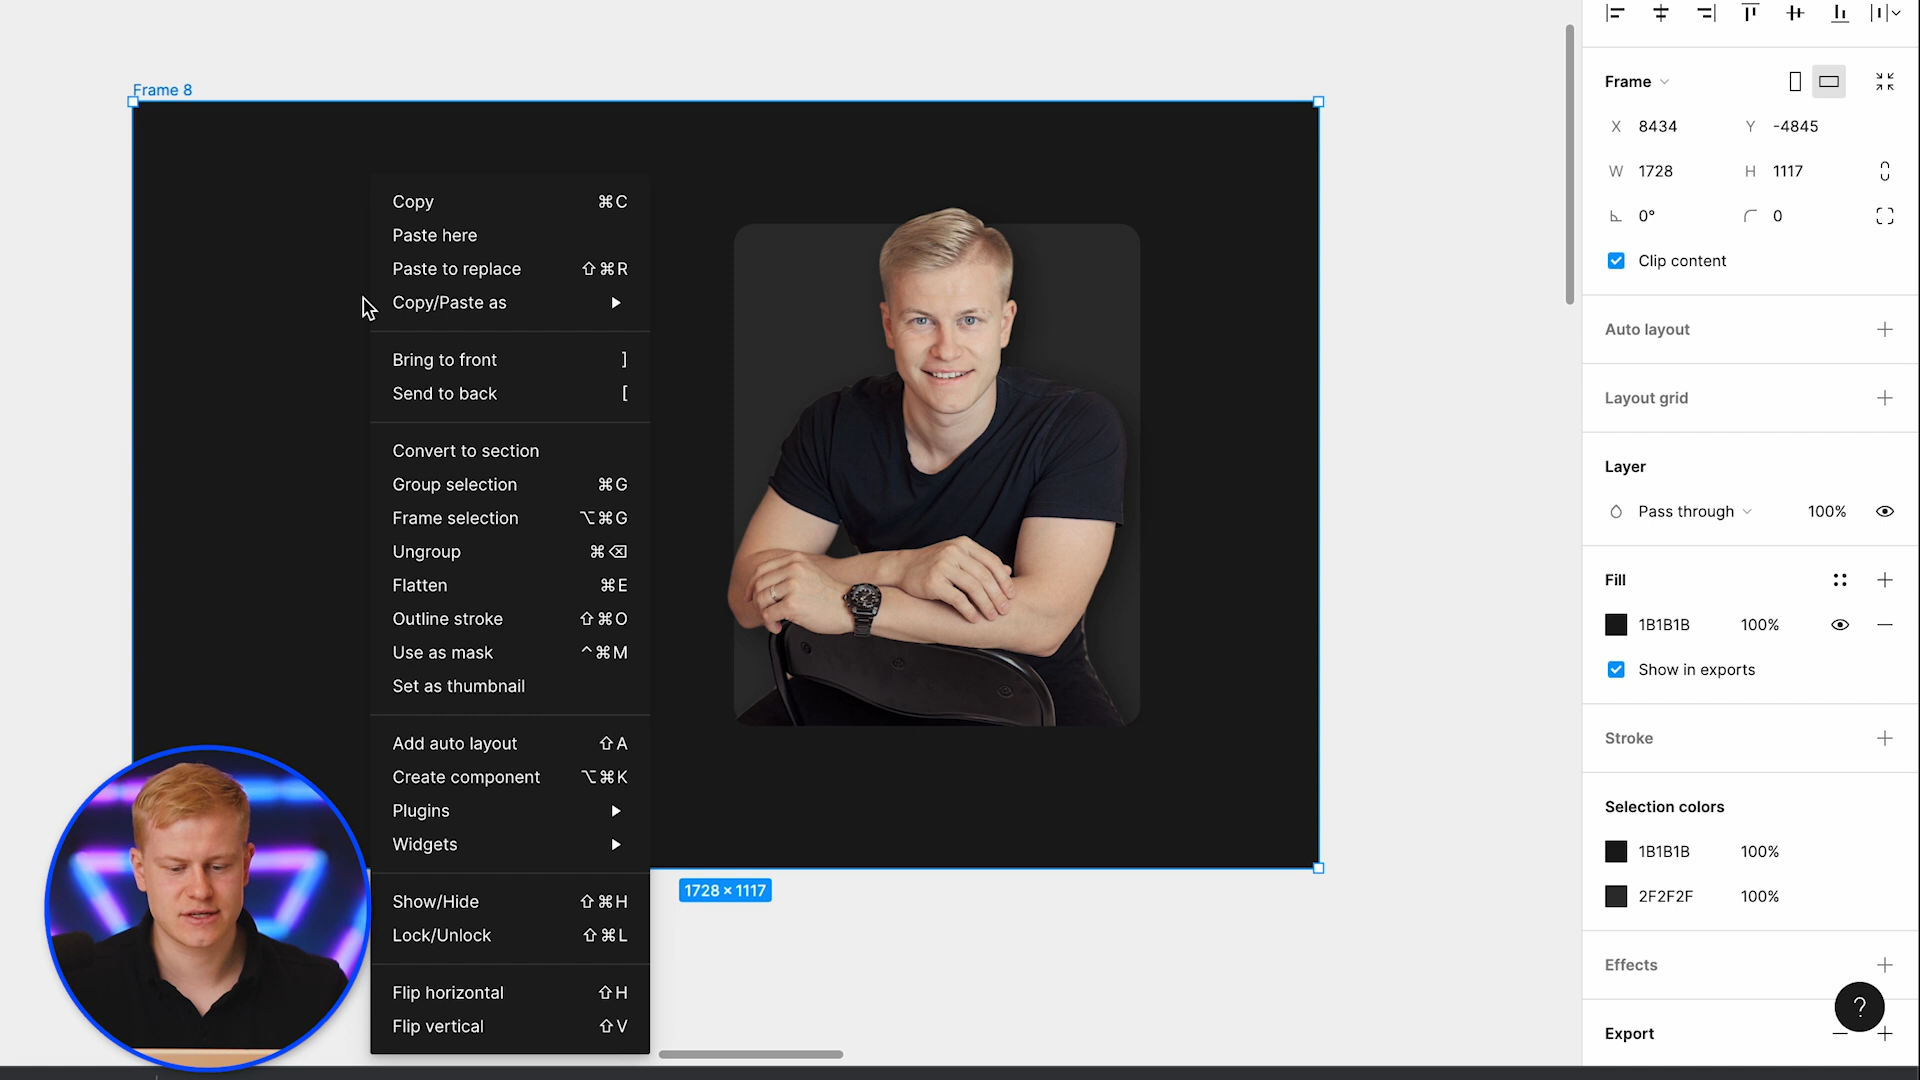 Frame 8
Copy ⌘C
Paste here
Paste to replace ⇧⌘R
Copy/Paste as
Bring to front ]
Send to back [
Convert to section
Group selection ⌘G
Frame selection ⌥⌘G
Ungroup ⌘⌫
Flatten ⌘E
Outline stroke ⇧⌘O
Use as mask ^⌘M
Set as thumbnail
Add auto layout ⇧A
Create component ⌥⌘K
Plugins
Widgets
Show/Hide ⇧⌘H
Lock/Unlock ⇧⌘L
Flip horizontal ⇧H
Flip vertical ⇧V
1728 × 1117
Frame
X 8434 Y -4845
W 1728 H 1117
0° 0
Clip content
Auto layout
Layout grid
Layer
Pass through 100%
Fill
1B1B1B 100%
Show in exports
Stroke
Selection colors
1B1B1B 100%
2F2F2F 100%
Effects
?
Export